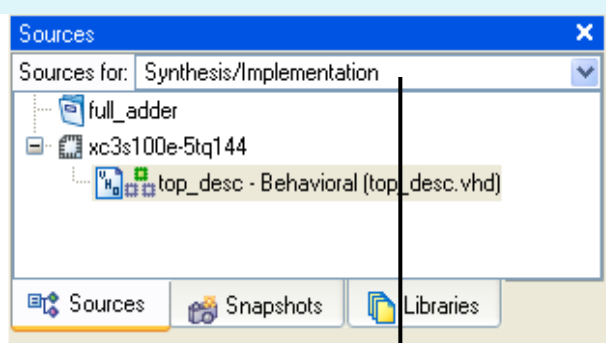 Sources
Sources for: Synthesis/Implementation
full_adder
xc3s100e-5tq144
top_desc - Behavioral (top_desc.vhd)
Sources Snapshots Libraries